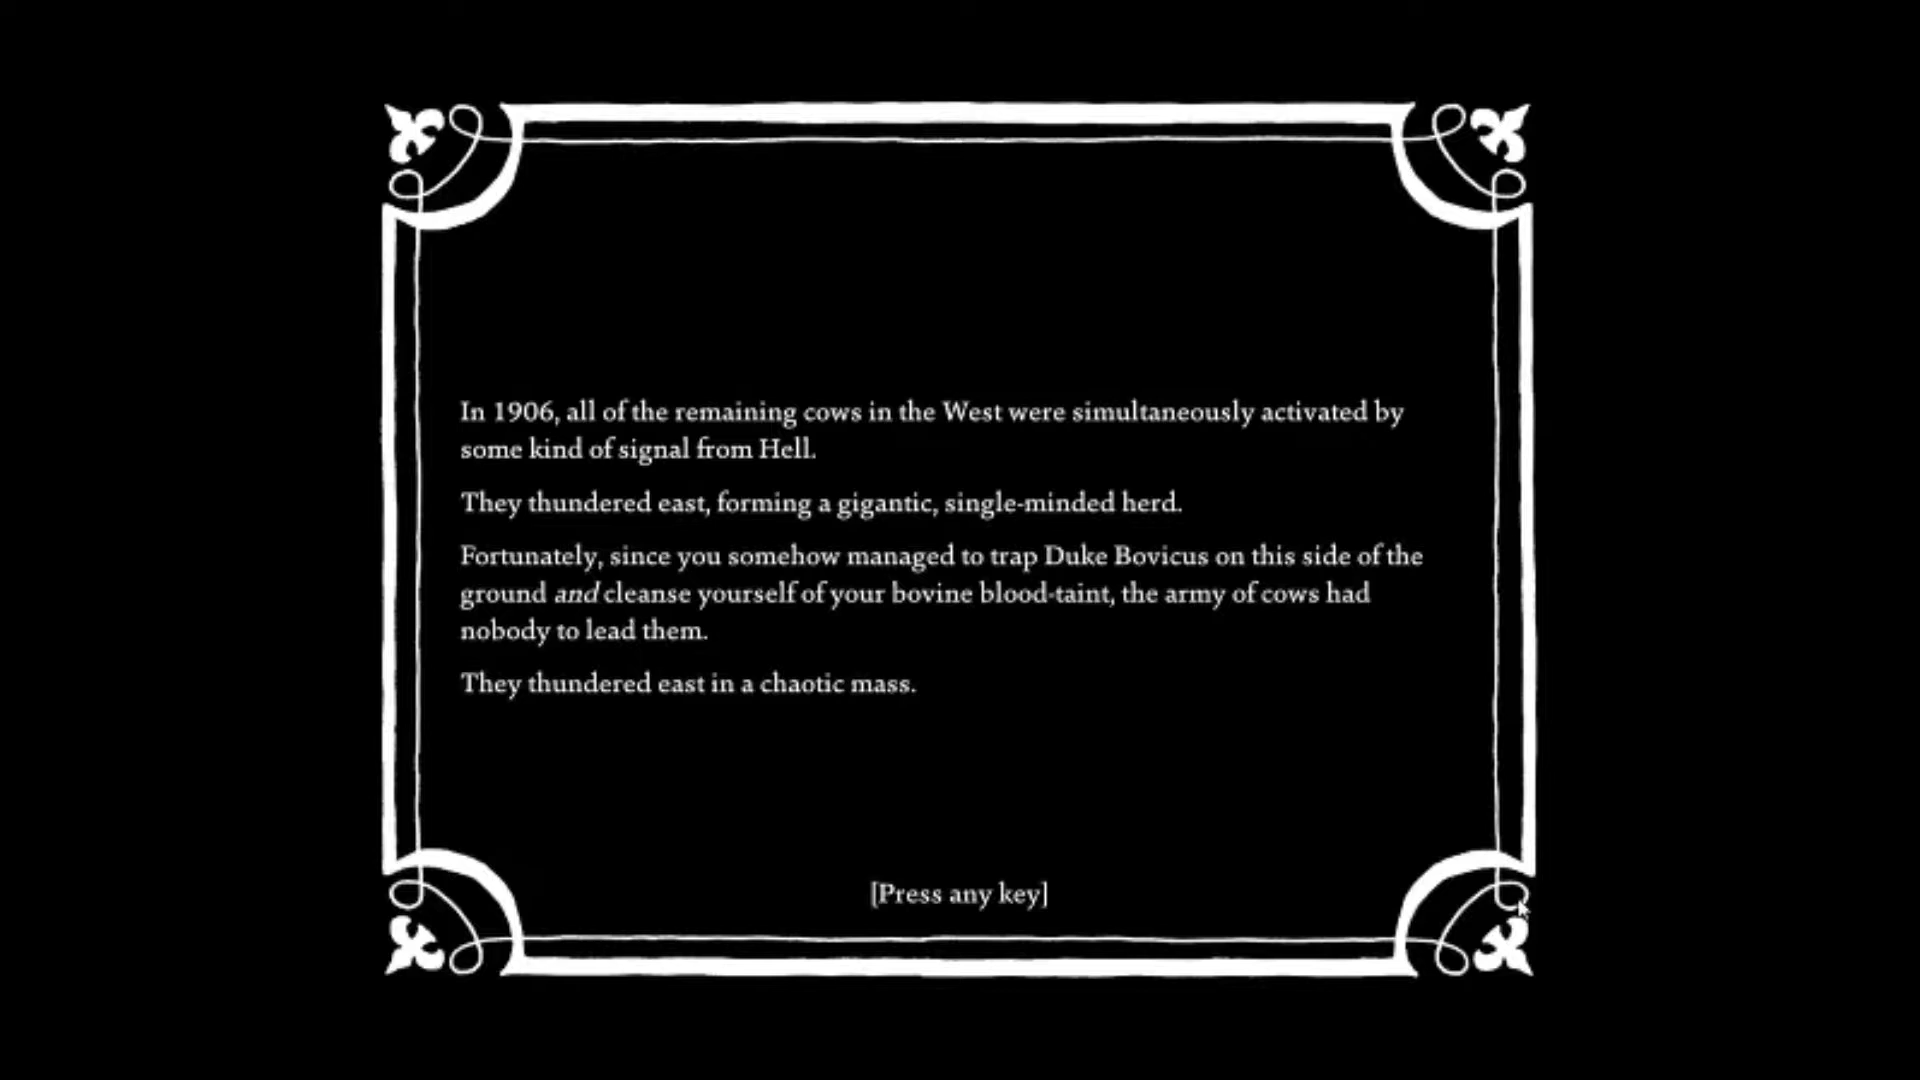 In 1906, all of the remaining cows in the West were simultaneously activated by
some kind of signal from Hell.
They thundered east, forming a gigantic, single-minded herd.
Fortunately, since you somehow managed to trap Duke Bovicus on this side of the
ground and cleanse yourself of your bovine blood-taint, the army of cows had
nobody to lead them.
They thundered east in a chaotic mass.
[Press any key]